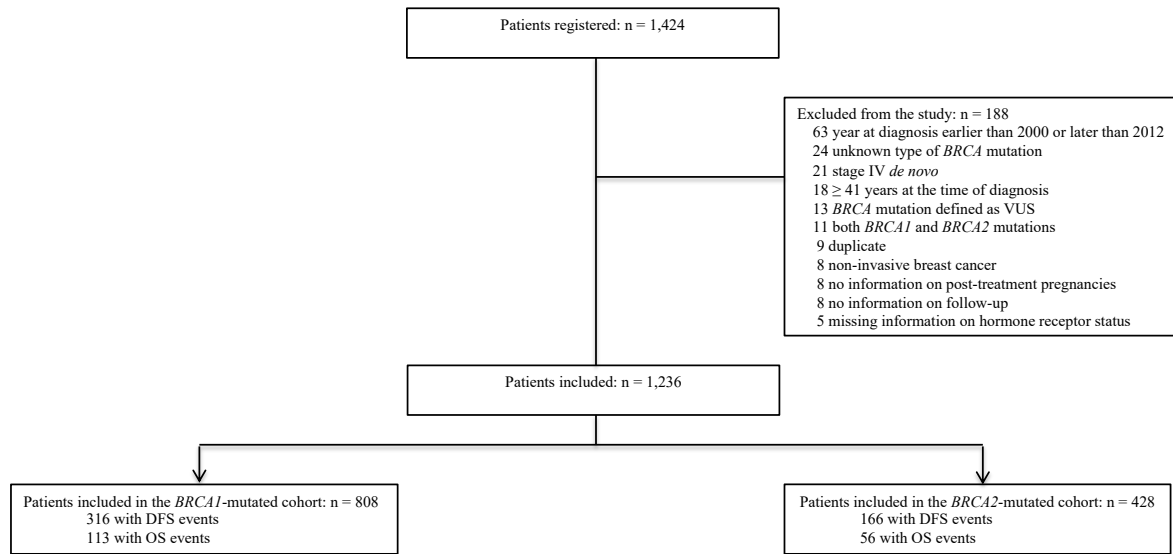 Patients registered: n = 1,424
Excluded from the study: n = 188
63 year at diagnosis earlier than 2000 or later than 2012
24 unknown type of BRCA mutation
21 stage IV de novo
18 ≥ 41 years at the time of diagnosis
13 BRCA mutation defined as VUS
11 both BRCA1 and BRCA2 mutations
9 duplicate
8 non-invasive breast cancer
8 no information on post-treatment pregnancies
8 no information on follow-up
5 missing information on hormone receptor status
Patients included: n = 1,236
Patients included in the BRCA1-mutated cohort: n = 808
316 with DFS events
113 with OS events
Patients included in the BRCA2-mutated cohort: n = 428
166 with DFS events
56 with OS events